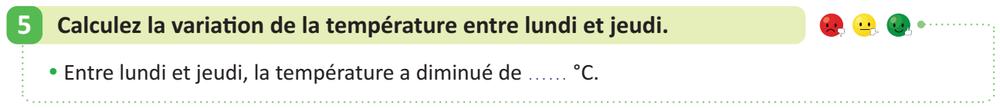 5 Calculez la variation de la température entre lundi et jeudi.
• Entre lundi et jeudi, la température a diminué de ...... °C.